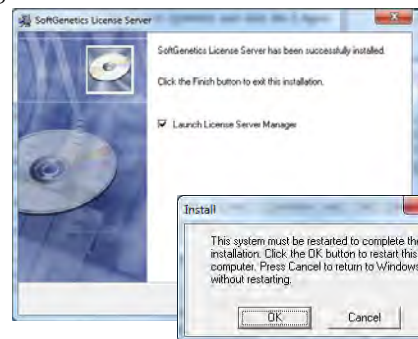 SoftGenetics License Server
SoftGenetics License Server has been successfully installed.
Click the Finish button to exit this installation.
Launch License Server Manager
Install
This system must be restarted to complete the
installation. Click the OK button to restart this
computer. Press Cancel to return to Windows
without restarting.
OK
Cancel